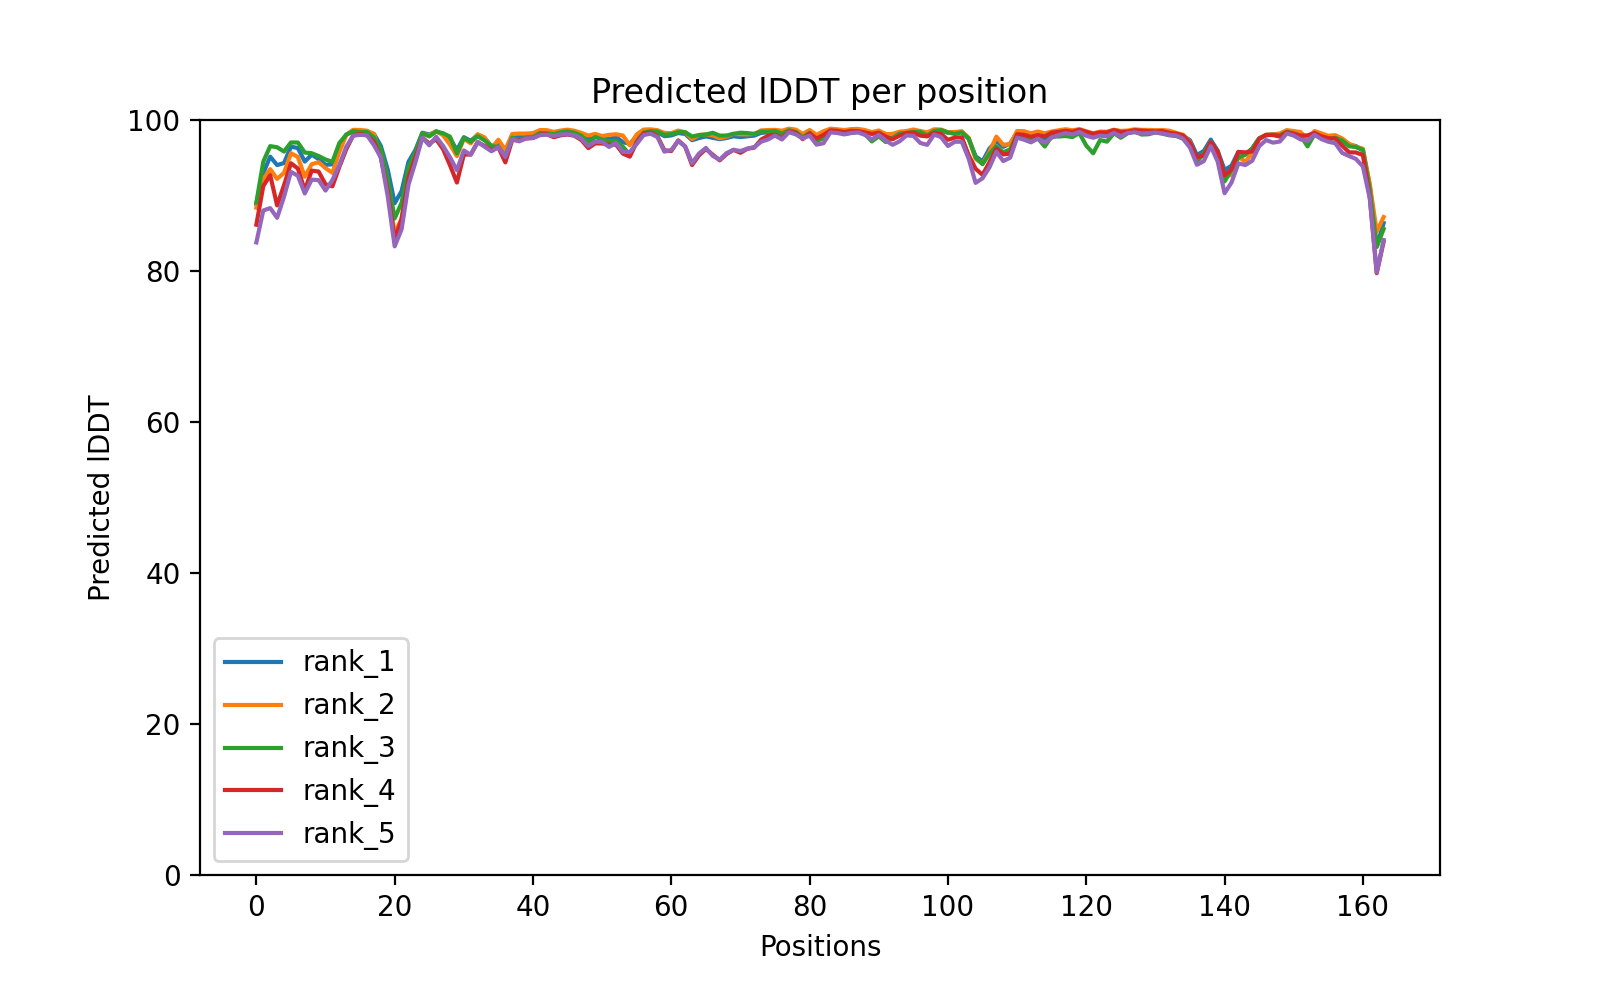 Predicted lDDT per position
100
80
60
40
20
0
Predicted lDDT
rank_1
rank_2
rank_3
rank_4
rank_5
0 20 40 60 80 100 120 140 160
Positions